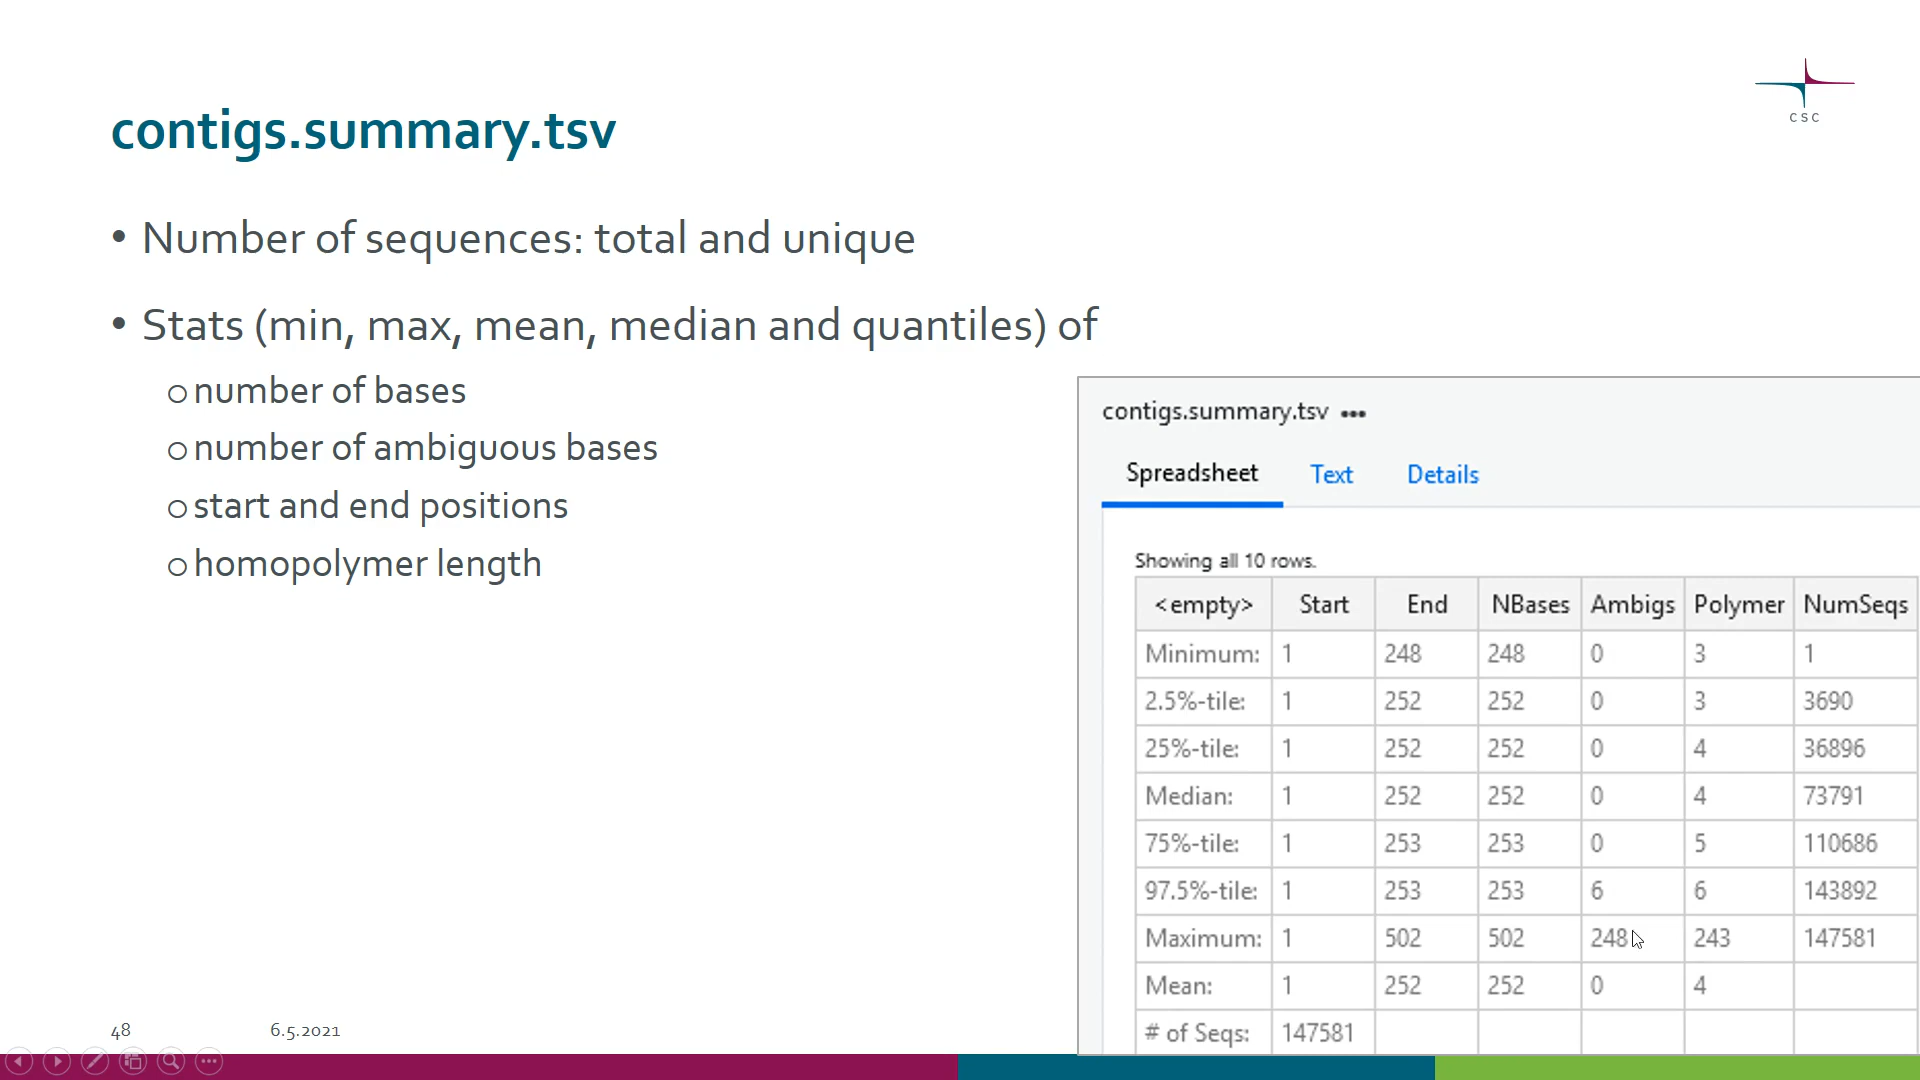 CSC
contigs.summary.tsv
• Number of sequences: total and unique
• Stats (min, max, mean, median and quantiles) of
o number of bases
o number of ambiguous bases
o start and end positions
o homopolymer length
contigs.summary.tsv •••
Spreadsheet Text Details
Showing all 10 rows.
<empty> Start End NBases Ambigs Polymer NumSeqs
Minimum: 1 248 248 0 3 1
2.5%-tile: 1 252 252 0 3 3690
25%-tile: 1 252 252 0 4 36896
Median: 1 252 252 0 4 73791
75%-tile: 1 253 253 0 5 110686
97.5%-tile: 1 253 253 6 6 143892
Maximum: 1 502 502 248 243 147581
Mean: 1 252 252 0 4
# of Seqs: 147581
48 6.5.2021